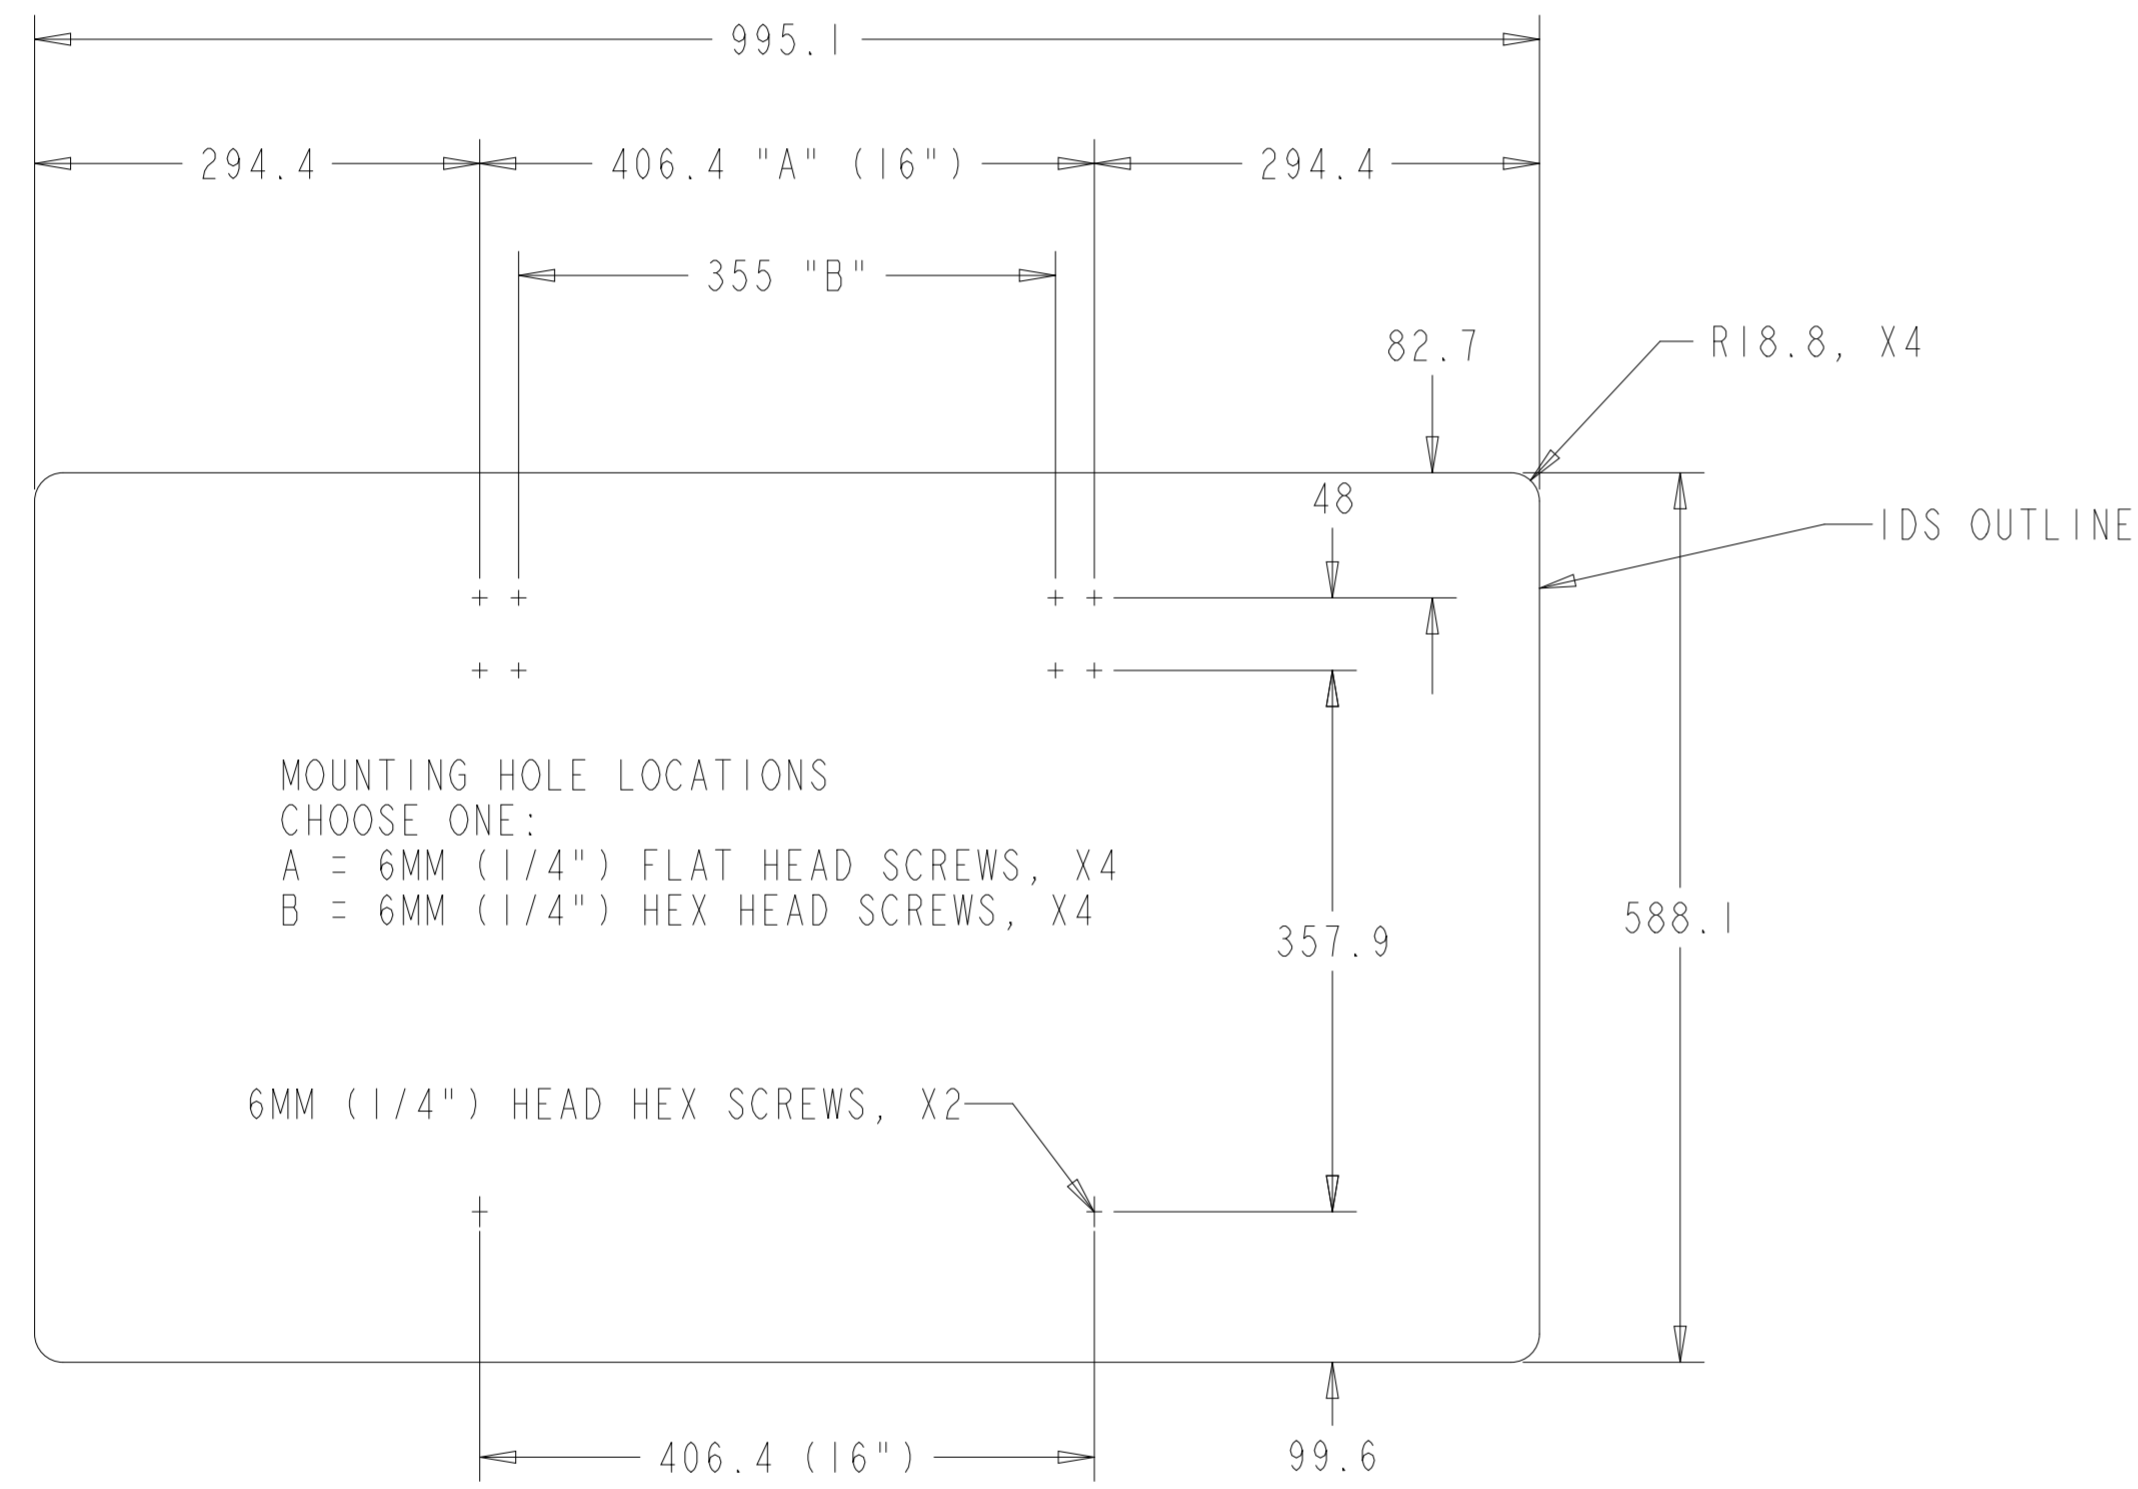 995.1
294.4
406.4 "A" (16")
294.4
355 "B"
82.7
R18.8, X4
48
IDS OUTLINE
MOUNTING HOLE LOCATIONS
CHOOSE ONE:
A = 6MM (1/4") FLAT HEAD SCREWS, X4
B = 6MM (1/4") HEX HEAD SCREWS, X4
588.1
357.9
6MM (1/4") HEAD HEX SCREWS, X2
406.4 (16")
99.6